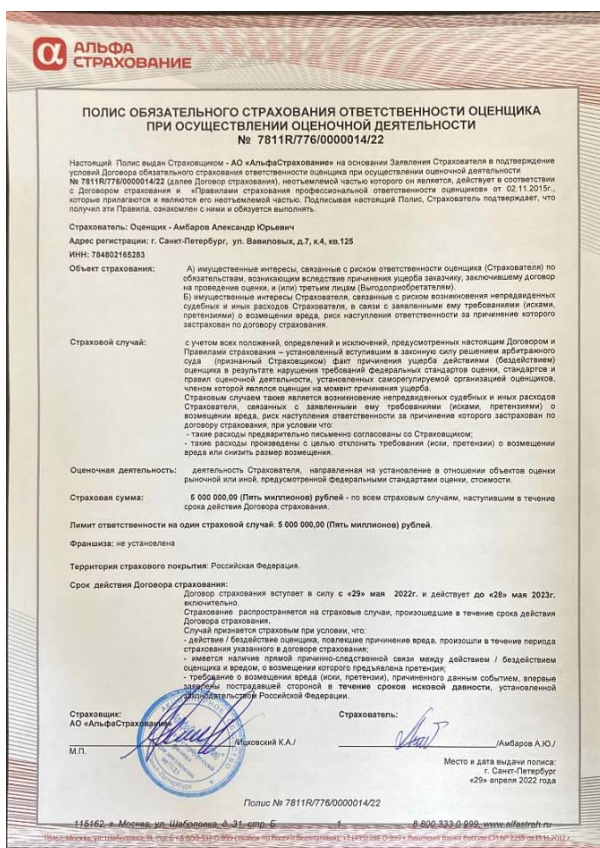 АЛЬФА
СТРАХОВАНИЕ
ПОЛИС ОБЯЗАТЕЛЬНОГО СТРАХОВАНИЯ ОТВЕТСТВЕННОСТИ ОЦЕНЩИКА
ПРИ ОСУЩЕСТВЛЕНИИ ОЦЕНОЧНОЙ ДЕЯТЕЛЬНОСТИ
№ 7811R/776/0000014/22
Настоящий Полис выдан Страховщиком - АО «АльфаСтрахование» на основании Заявления Страхователя в подтверждение
условий Договора обязательного страхования ответственности оценщика при осуществлении оценочной деятельности
№ 7811R/776/0000014/22 (далее Договор страхования), неотъемлемой частью которого он является, действует в соответствии
с Договором страхования и «Правилами страхования профессиональной ответственности оценщиков» от 02.11.2015г.,
которые прилагаются и являются его неотъемлемой частью. Подписывая настоящий Полис, Страхователь подтверждает, что
получил эти Правила, ознакомлен с ними и обязуется выполнять.
Страхователь: Оценщик - Амбаров Александр Юрьевич
Адрес регистрации: г. Санкт-Петербург, ул. Вавиловых, д.7, к.4, кв.125
ИНН: 784802165283
Объект страхования: А) имущественные интересы, связанные с риском ответственности оценщика (Страхователя) по
обязательствам, возникающим вследствие причинения ущерба заказчику, заключившему договор
на проведение оценки, и (или) третьим лицам (Выгодоприобретателям).
Б) имущественные интересы Страхователя, связанные с риском возникновения непредвиденных
судебных и иных расходов Страхователя, в связи с заявленными ему требованиями (исками,
претензиями) о возмещении вреда, риск наступления ответственности за причинение которого
застрахован по договору страхования.
Страховой случай: с учетом всех положений, определений и исключений, предусмотренных настоящим Договором и
Правилами страхования – установленный вступившим в законную силу решением арбитражного
суда (признанный Страховщиком) факт причинения ущерба действиями (бездействием)
оценщика в результате нарушения требований федеральных стандартов оценки, стандартов и
правил оценочной деятельности, установленных саморегулируемой организацией оценщиков,
членом которой являлся оценщик на момент причинения ущерба.
Страховым случаем также является возникновение непредвиденных судебных и иных расходов
Страхователя, связанных с заявленными ему требованиями (исками, претензиями) о
возмещении вреда, риск наступления ответственности за причинение которого застрахован по
договору страхования, при условии что:
- такие расходы предварительно письменно согласованы со Страховщиком;
- такие расходы произведены с целью отклонить требования (иски, претензии) о возмещении
вреда или снизить размер возмещения.
Оценочная деятельность: деятельность Страхователя, направленная на установление в отношении объектов оценки
рыночной или иной, предусмотренной федеральными стандартами оценки, стоимости.
Страховая сумма: 5 000 000,00 (Пять миллионов) рублей - по всем страховым случаям, наступившим в течение
срока действия Договора страхования.
Лимит ответственности на один страховой случай: 5 000 000,00 (Пять миллионов) рублей.
Франшиза: не установлена
Территория страхового покрытия: Российская Федерация.
Срок действия Договора страхования:
Договор страхования вступает в силу с «29» мая 2022г. и действует до «28» мая 2023г.
включительно.
Страхование распространяется на страховые случаи, произошедшие в течение срока действия
Договора страхования.
Случай признается страховым при условии, что:
- действие / бездействие оценщика, повлекшие причинение вреда, произошли в течение периода
страхования указанного в договоре страхования;
- имеется наличие прямой причинно-следственной связи между действием / бездействием
оценщика и вредом, о возмещении которого предъявлена претензия;
- требование о возмещении вреда (иски, претензии), причиненного данным событием, впервые
заявлены пострадавшей стороной в течение сроков исковой давности, установленной
законодательством Российской Федерации.
Страховщик: Страхователь:
АО «АльфаСтрахование»
/Ицковский К.А./ /Амбаров А.Ю./
М.П.
Место и дата выдачи полиса:
г. Санкт-Петербург
«29» апреля 2022 года
Полис № 7811R/776/0000014/22
115162, г. Москва, ул. Шаболовка, д. 31, стр. Б 1 8 800 333 0 999, www.alfastrah.ru